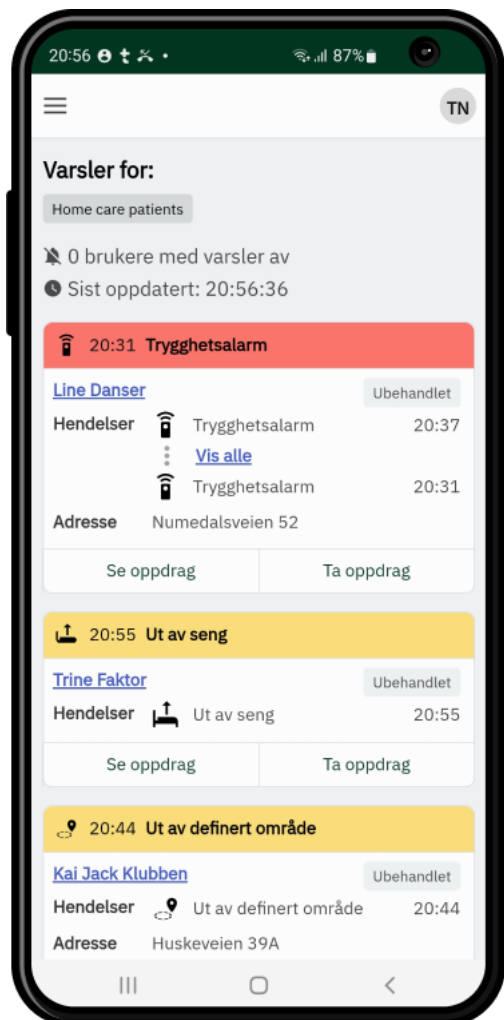 20:56 87%
TN
Varsler for:
Home care patients
0 brukere med varsler av
Sist oppdatert: 20:56:36
20:31 Trygghetsalarm
Line Danser Ubehandlet
Hendelser Trygghetsalarm 20:37
Vis alle
Trygghetsalarm 20:31
Adresse Numedalsveien 52
Se oppdrag Ta oppdrag
20:55 Ut av seng
Trine Faktor Ubehandlet
Hendelser Ut av seng 20:55
Se oppdrag Ta oppdrag
20:44 Ut av definert område
Kai Jack Klubben Ubehandlet
Hendelser Ut av definert område 20:44
Adresse Huskeveien 39A